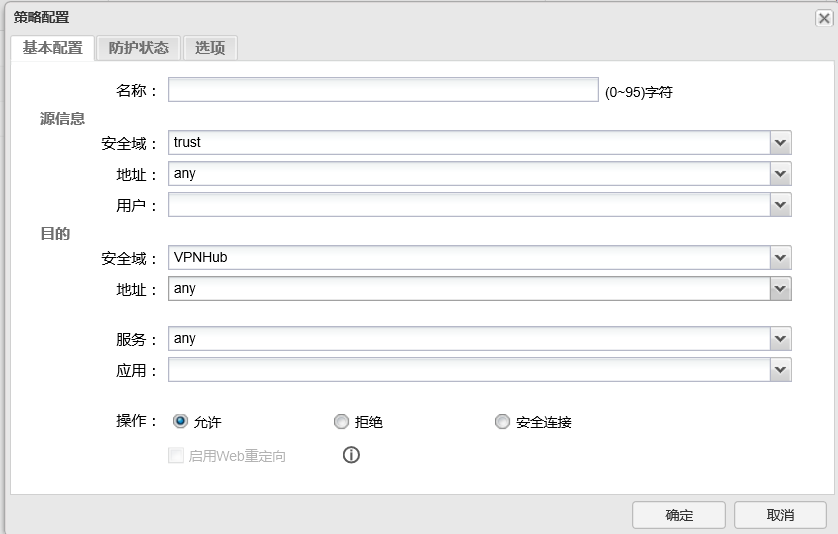 策略配置
基本配置 防护状态 选项
名称： (0~95)字符
源信息
安全域： trust
地址： any
用户：
目的
安全域： VPNHub
地址： any
服务： any
应用：
操作： 允许 拒绝 安全连接
启用Web重定向
确定 取消